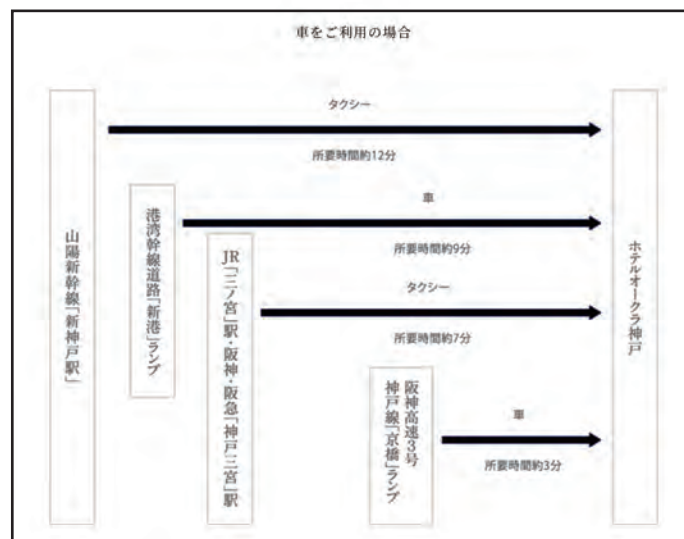 車をご利用の場合
山陽新幹線「新神戸駅」
タクシー
所要時間約12分
港湾幹線道路「新港」ランプ
車
所要時間約9分
JR「三ノ宮」駅・阪神・阪急「神戸三宮」駅
タクシー
所要時間約7分
阪神高速3号
神戸線「京橋」ランプ
車
所要時間約3分
ホテルオークラ神戸